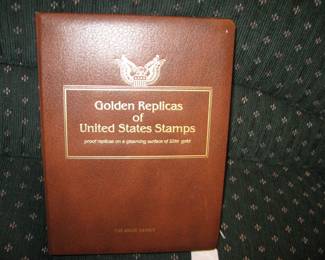 Golden Replicas
of
United States Stamps
proof replicas on a gleaming surface of 22kt gold